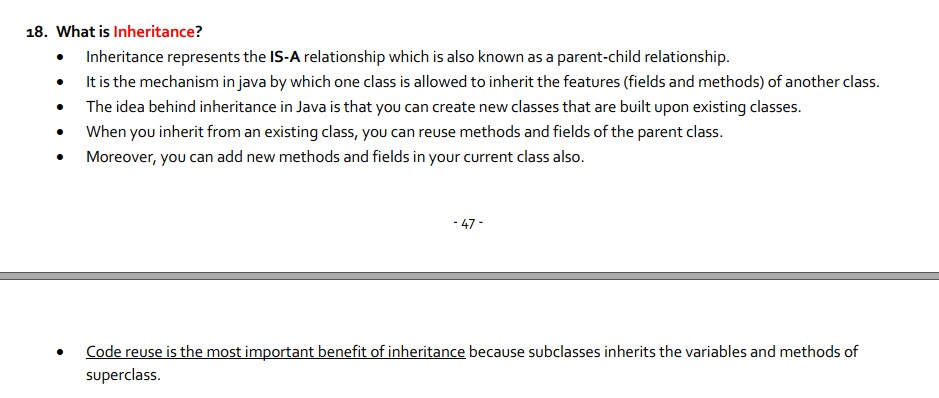 18. What is Inheritance?
• Inheritance represents the IS-A relationship which is also known as a parent-child relationship.
• It is the mechanism in java by which one class is allowed to inherit the features (fields and methods) of another class.
• The idea behind inheritance in Java is that you can create new classes that are built upon existing classes.
• When you inherit from an existing class, you can reuse methods and fields of the parent class.
• Moreover, you can add new methods and fields in your current class also.
- 47 -
• Code reuse is the most important benefit of inheritance because subclasses inherits the variables and methods of
superclass.